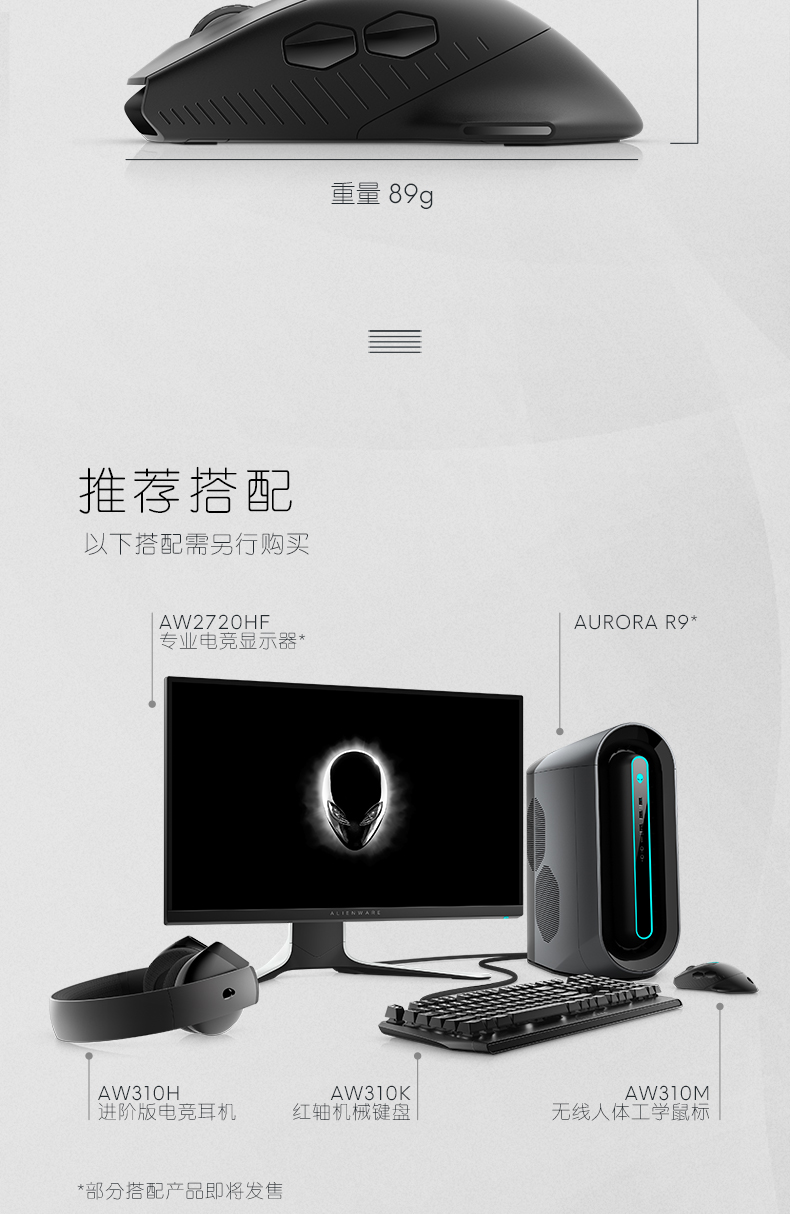 重量 89g
推荐搭配
以下搭配需另行购买
AW2720HF
专业电竞显示器*
AURORA R9*
ALIENWARE
AW310H
进阶版电竞耳机
AW310K
红轴机械键盘
AW310M
无线人体工学鼠标
*部分搭配产品即将发售